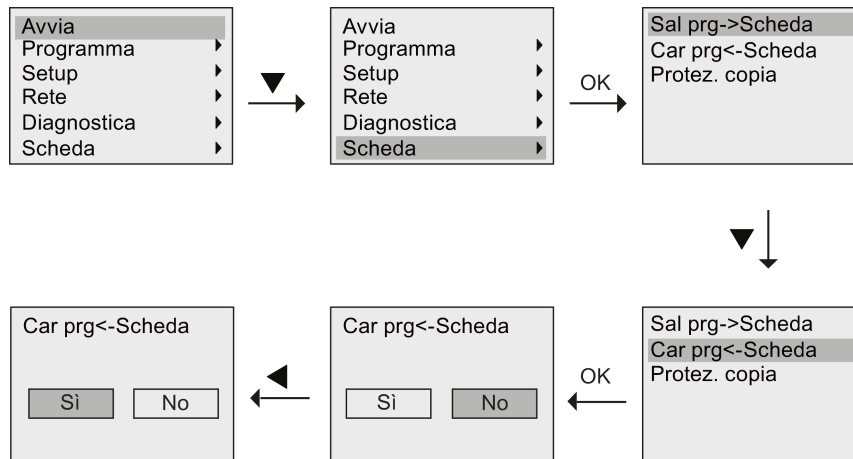 Avvia
Programma
Setup
Rete
Diagnostica
Scheda
Avvia
Programma
Setup
Rete
Diagnostica
Scheda
OK
Sal prg->Scheda
Car prg<-Scheda
Protez. copia
Sal prg->Scheda
Car prg<-Scheda
Protez. copia
OK
Car prg<-Scheda
Sì
No
Car prg<-Scheda
Sì
No